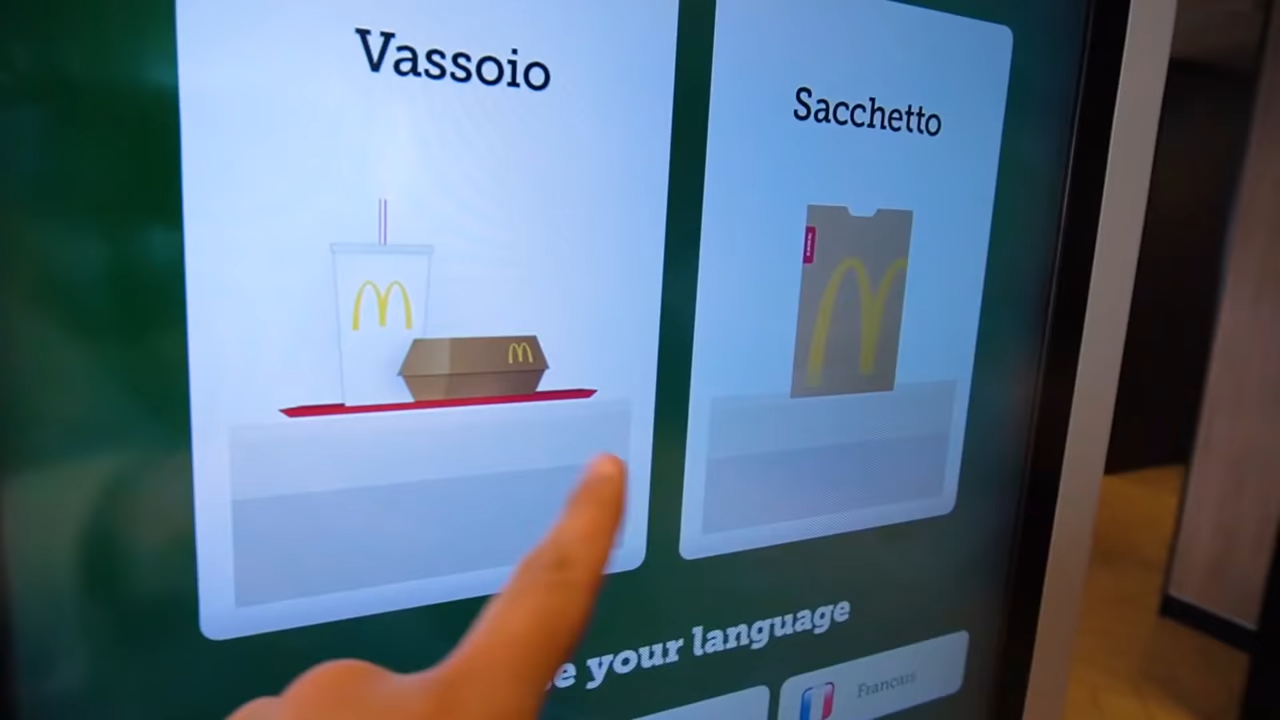 Vassoio
Sacchetto
e your language
Français